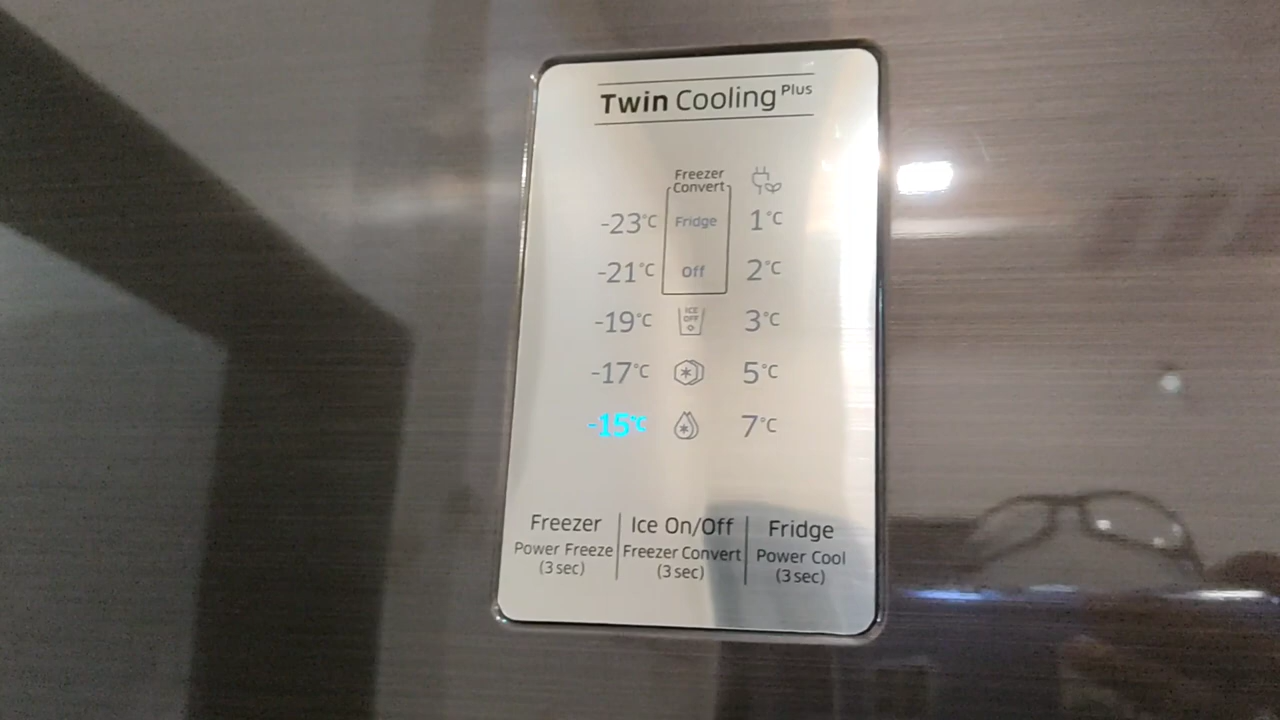 Twin Cooling Plus
Freezer
Convert
-23°C Fridge 1°C
-21°C Off 2°C
-19°C ICE OFF 3°C
-17°C 5°C
-15°C 7°C
Freezer Ice On/Off Fridge
Power Freeze Freezer Convert Power Cool
(3 sec) (3 sec) (3 sec)